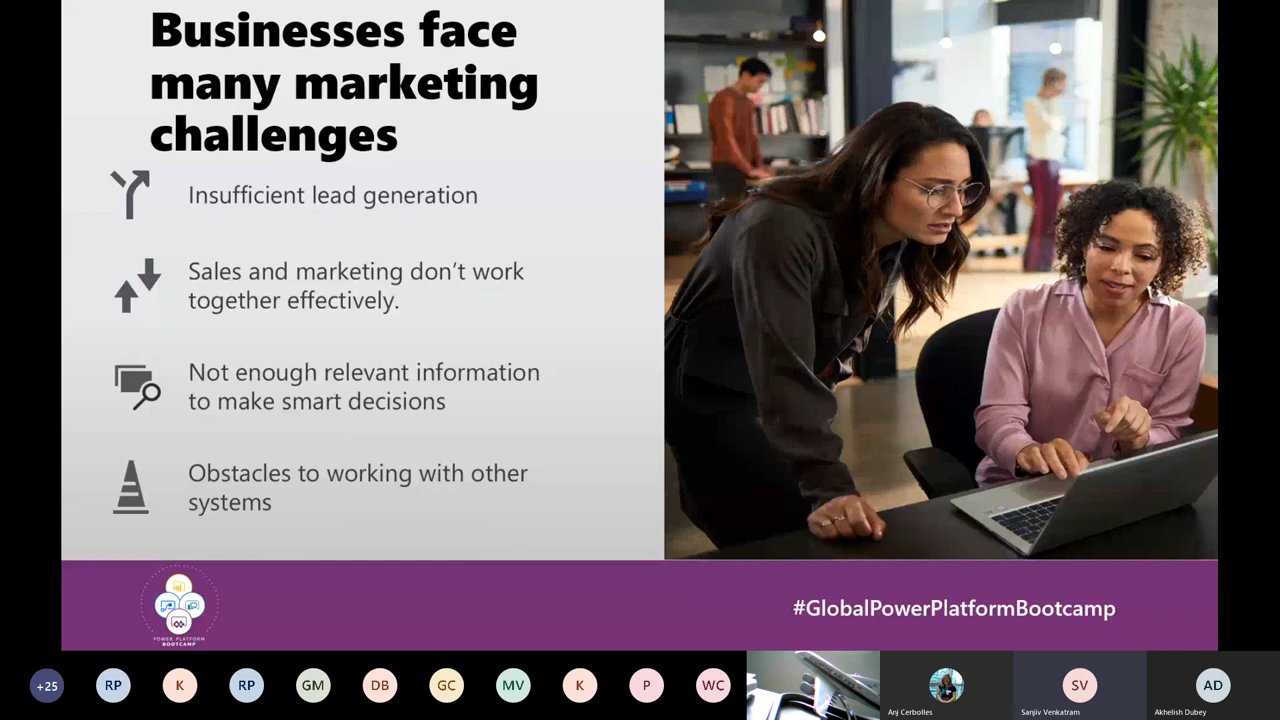 Businesses face
many marketing
challenges
Insufficient lead generation
Sales and marketing don’t work
together effectively.
Not enough relevant information
to make smart decisions
Obstacles to working with other
systems
POWER PLATFORM
BOOTCAMP
#GlobalPowerPlatformBootcamp
+25
RP
K
RP
GM
DB
GC
MV
K
P
WC
Anj Cerbolles
SV
Sanjiv Venkatram
AD
Akhelish Dubey